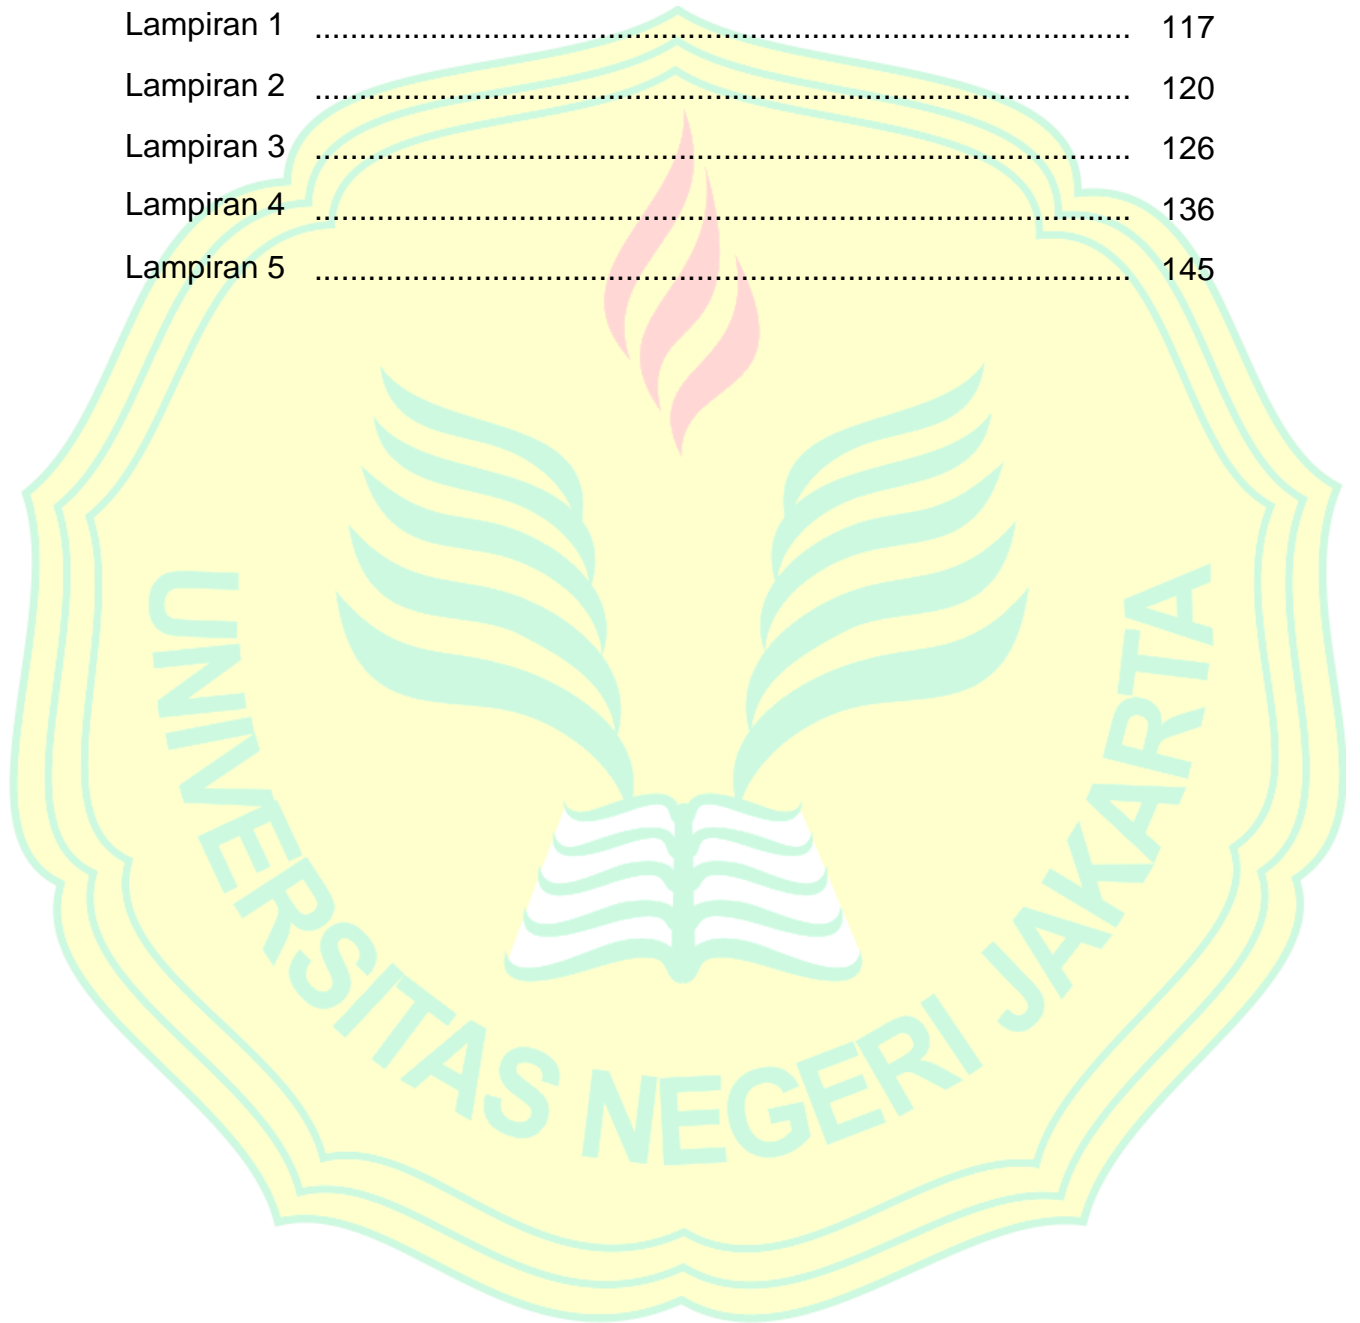 Lampiran 1 ............................................................................................. 117
Lampiran 2 ............................................................................................. 120
Lampiran 3 ............................................................................................. 126
Lampiran 4 ............................................................................................. 136
Lampiran 5 ............................................................................................. 145
UNIVERSITAS NEGERI JAKARTA